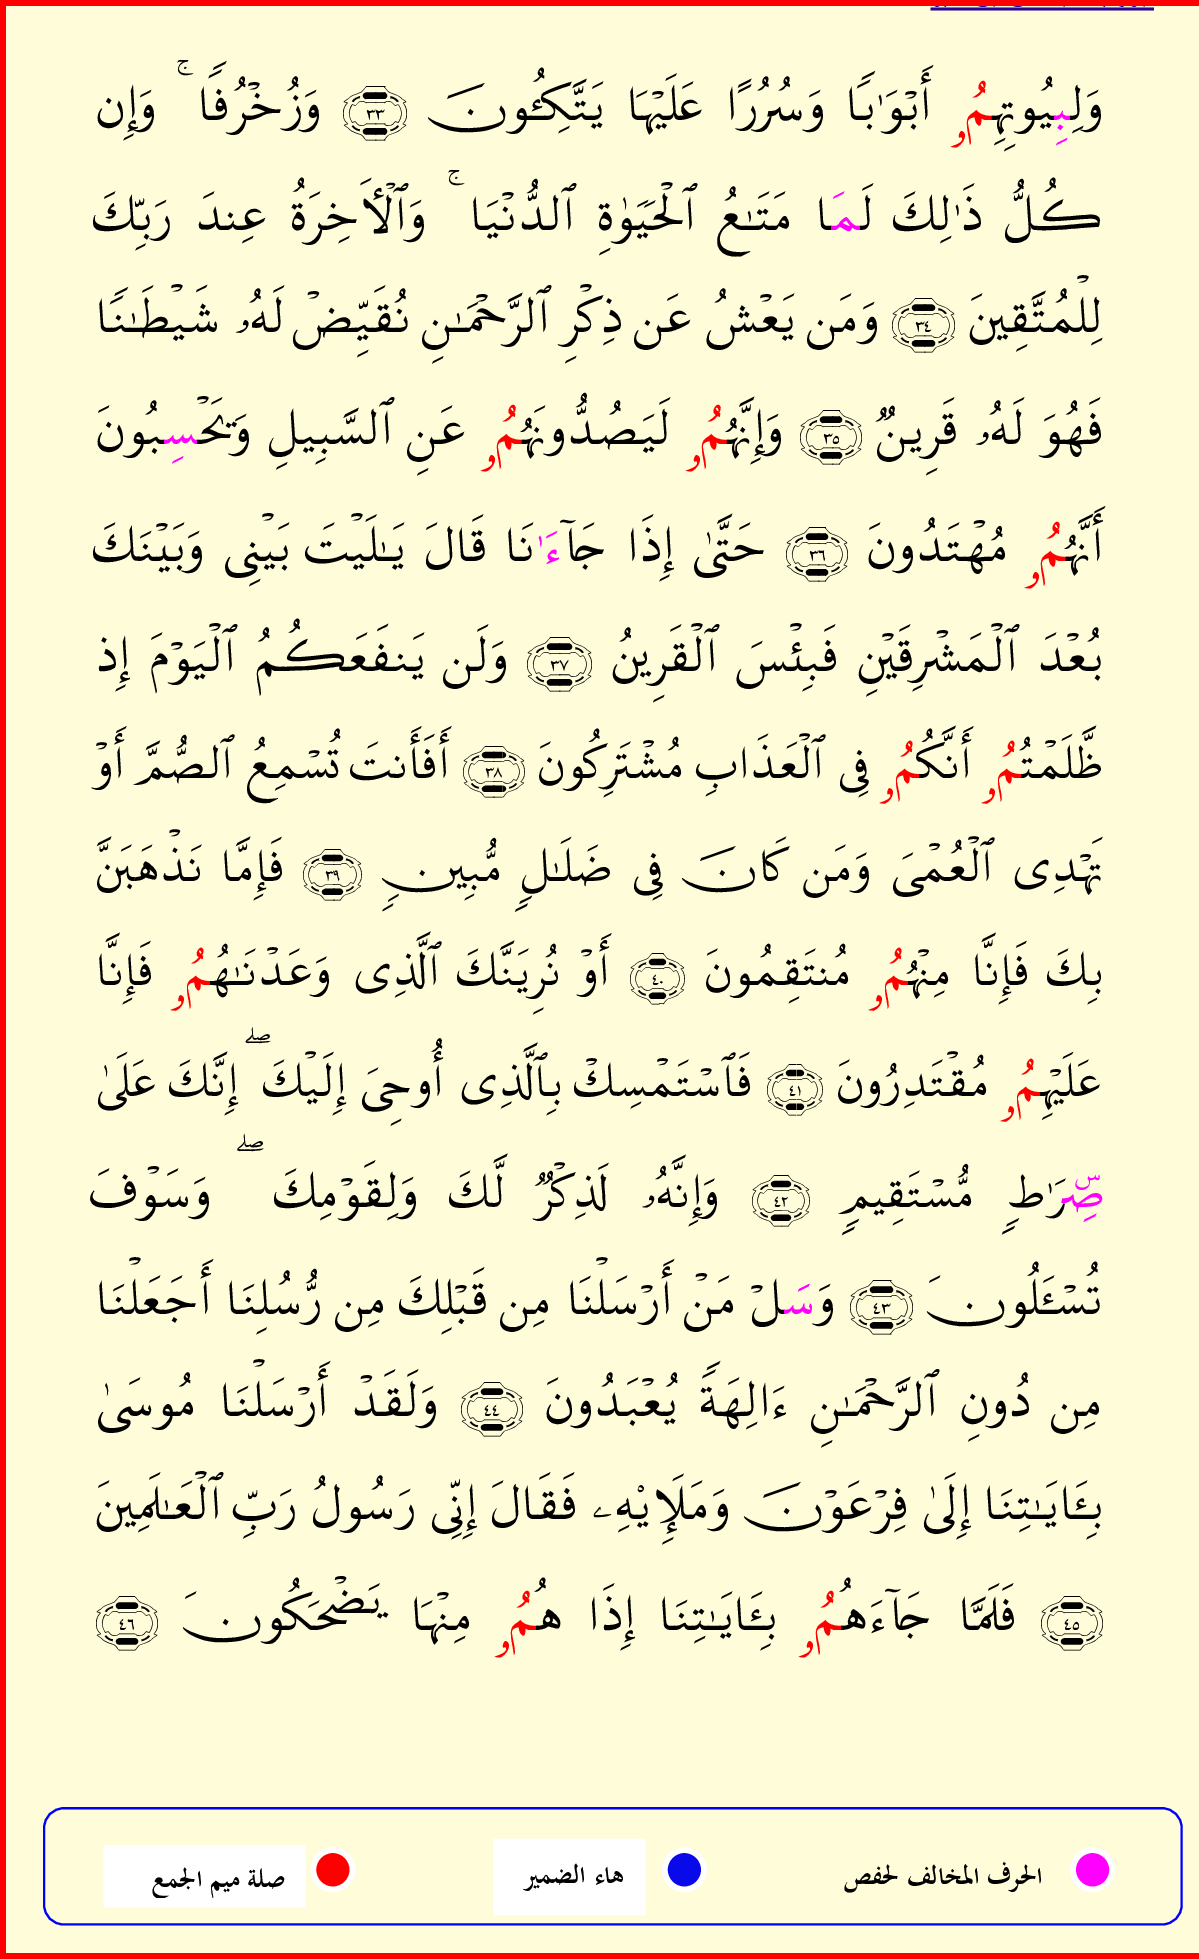 وَلِبِيُوتِهِمُۥ أَبْوَٰبًا وَسُرُرًا عَلَيْهَا يَتَّكِـُٔونَ ٣٣ وَزُخْرُفًا ۚ وَإِن
كُلُّ ذَٰلِكَ لَمَا مَتَـٰعُ ٱلْحَيَوٰةِ ٱلدُّنْيَا ۚ وَٱلْأَخِرَةُ عِندَ رَبِّكَ
لِلْمُتَّقِينَ ٣٤ وَمَن يَعْشُ عَن ذِكْرِ ٱلرَّحْمَـٰنِ نُقَيِّضْ لَهُۥ شَيْطَـٰنًا
فَهُوَ لَهُۥ قَرِينٌ ٣٥ وَإِنَّهُمُۥ لَيَصُدُّونَهُمُۥ عَنِ ٱلسَّبِيلِ وَيَحْسِبُونَ
أَنَّهُمُۥ مُهْتَدُونَ ٣٦ حَتَّىٰ إِذَا جَآءَٰنَا قَالَ يَـٰلَيْتَ بَيْنِى وَبَيْنَكَ
بُعْدَ ٱلْمَشْرِقَيْنِ فَبِئْسَ ٱلْقَرِينُ ٣٧ وَلَن يَنفَعَكُمُ ٱلْيَوْمَ إِذ
ظَّلَمْتُمُۥ أَنَّكُمُۥ فِى ٱلْعَذَابِ مُشْتَرِكُونَ ٣٨ أَفَأَنتَ تُسْمِعُ ٱلصُّمَّ أَوْ
تَهْدِى ٱلْعُمْىَ وَمَن كَانَ فِى ضَلَـٰلٍ مُّبِينٍ ٣٩ فَإِمَّا نَذْهَبَنَّ
بِكَ فَإِنَّا مِنْهُمُۥ مُنتَقِمُونَ ٤٠ أَوْ نُرِيَنَّكَ ٱلَّذِى وَعَدْنَـٰهُمُۥ فَإِنَّا
عَلَيْهِمُۥ مُقْتَدِرُونَ ٤١ فَٱسْتَمْسِكْ بِٱلَّذِى أُوحِىَ إِلَيْكَ ۖ إِنَّكَ عَلَىٰ
صِۜرَٰطٍ مُّسْتَقِيمٍ ٤٢ وَإِنَّهُۥ لَذِكْرٌ لَّكَ وَلِقَوْمِكَ ۖ وَسَوْفَ
تُسْـَٔلُونَ ٤٣ وَسَلْ مَنْ أَرْسَلْنَا مِن قَبْلِكَ مِن رُّسُلِنَا أَجَعَلْنَا
مِن دُونِ ٱلرَّحْمَـٰنِ ءَالِهَةً يُعْبَدُونَ ٤٤ وَلَقَدْ أَرْسَلْنَا مُوسَىٰ
بِـَٔايَـٰتِنَا إِلَىٰ فِرْعَوْنَ وَمَلَإِيْهِۦ فَقَالَ إِنِّى رَسُولُ رَبِّ ٱلْعَـٰلَمِينَ
٤٥ فَلَمَّا جَآءَهُمُۥ بِـَٔايَـٰتِنَا إِذَا هُمُۥ مِنْهَا يَضْحَكُونَ ٤٦
الحرف المخالف لحفص هاء الضمير صلة ميم الجمع